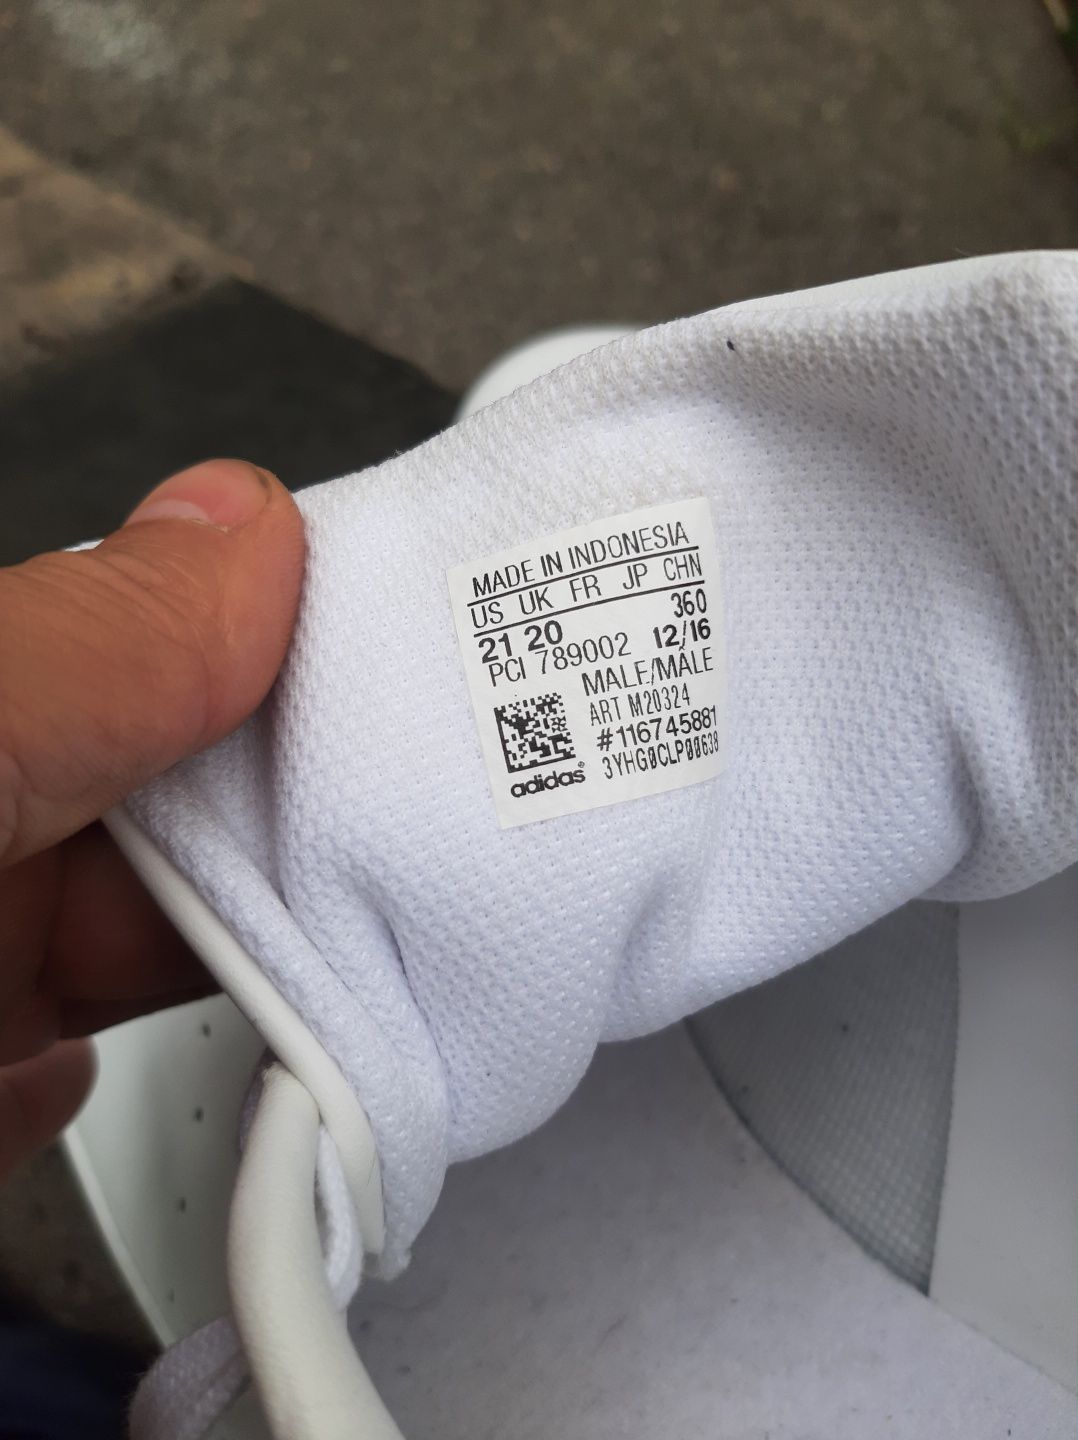 MADE IN INDONESIA
US UK FR JP CHN
21 20 360
PCI 789002 12/16
MALE/MÂLE
ART M20324
#116745881
3YHG0CLP00638
adidas®